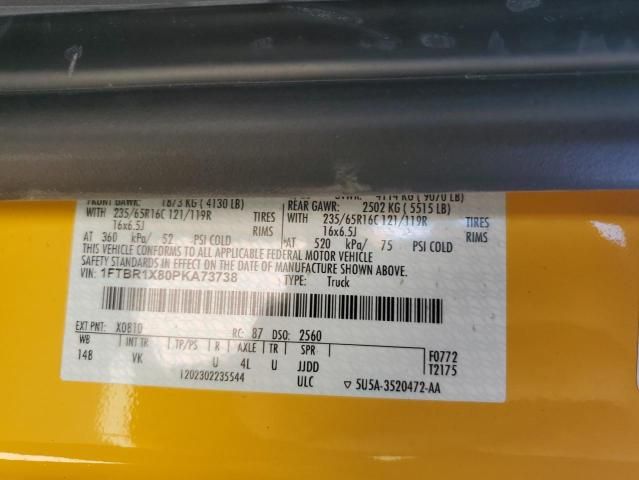 FRONT GAWR: 1873 KG ( 4130 LB)
WITH 235/65R16C 121/119R TIRES
16x6.5J RIMS
AT 360 kPa/ 52 PSI COLD
4114 KG ( 9070 LB)
REAR GAWR: 2502 KG ( 5515 LB)
WITH 235/65R16C 121/119R TIRES
16x6.5J RIMS
AT 520 kPa/ 75 PSI COLD
THIS VEHICLE CONFORMS TO ALL APPLICABLE FEDERAL MOTOR VEHICLE
SAFETY STANDARDS IN EFFECT ON THE DATE OF MANUFACTURE SHOWN ABOVE.
VIN: 1FTBR1X80PKA73738 TYPE: Truck
EXT PNT: X0810 RC: 87 DSO: 2560
WB INT TR TP/PS R AXLE TR SPR F0772
148 VK U 4L U JJDD T2175
1202302235544 ULC ▽ 5U5A-3520472-AA